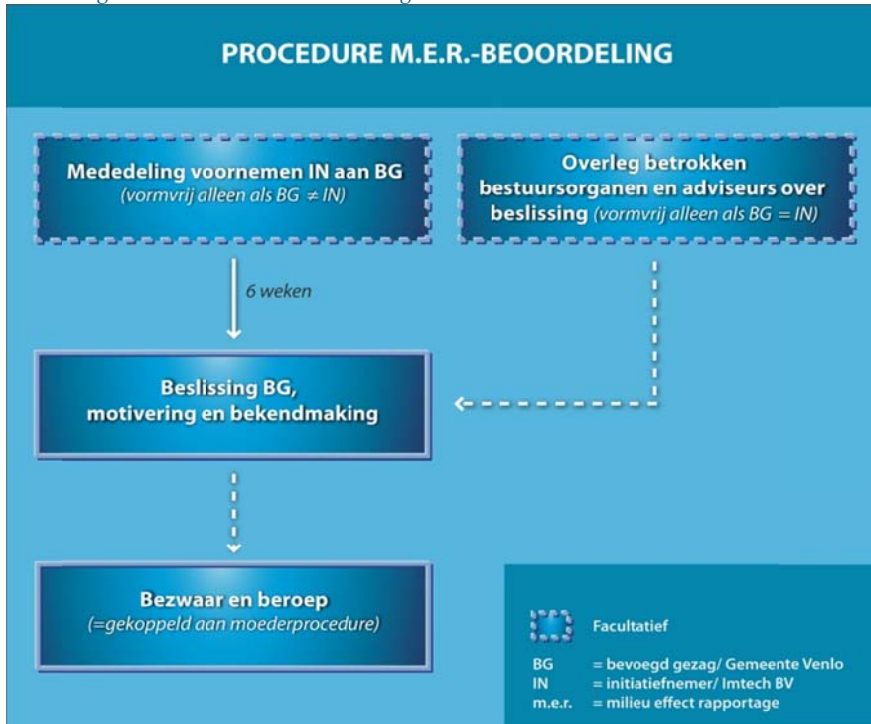 PROCEDURE M.E.R.-BEOORDELING
Mededeling voornemen IN aan BG
(vormvrij alleen als BG ≠ IN)
Overleg betrokken
bestuursorganen en adviseurs over
beslissing (vormvrij alleen als BG = IN)
6 weken
Beslissing BG,
motivering en bekendmaking
Bezwaar en beroep
(=gekoppeld aan moederprocedure)
Facultatief
BG = bevoegd gezag/ Gemeente Venlo
IN = initiatiefnemer/ Imtech BV
m.e.r. = milieu effect rapportage